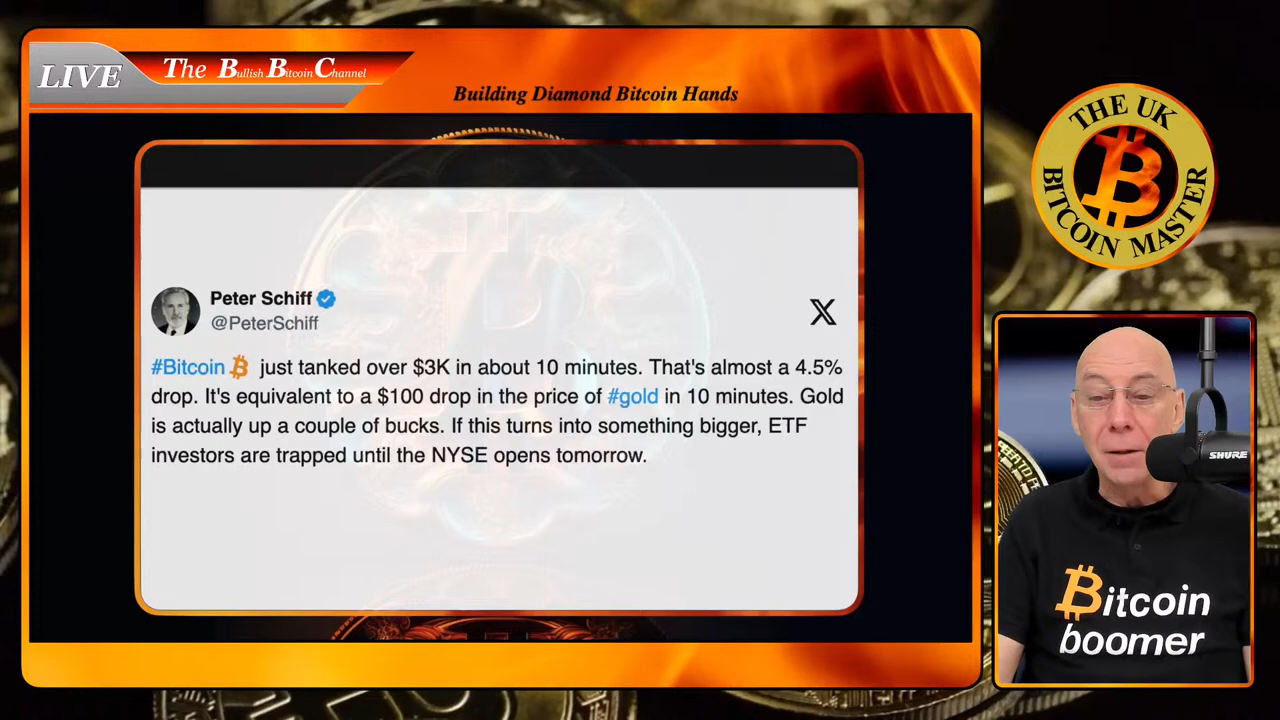 LIVE
The Bullish Bitcoin Channel
Building Diamond Bitcoin Hands
THE UK
BITCOIN MASTER
Peter Schiff
@PeterSchiff
X
#Bitcoin₿ just tanked over $3K in about 10 minutes. That's almost a 4.5%
drop. It's equivalent to a $100 drop in the price of #gold in 10 minutes. Gold
is actually up a couple of bucks. If this turns into something bigger, ETF
investors are trapped until the NYSE opens tomorrow.
SHURE
Bitcoin
boomer